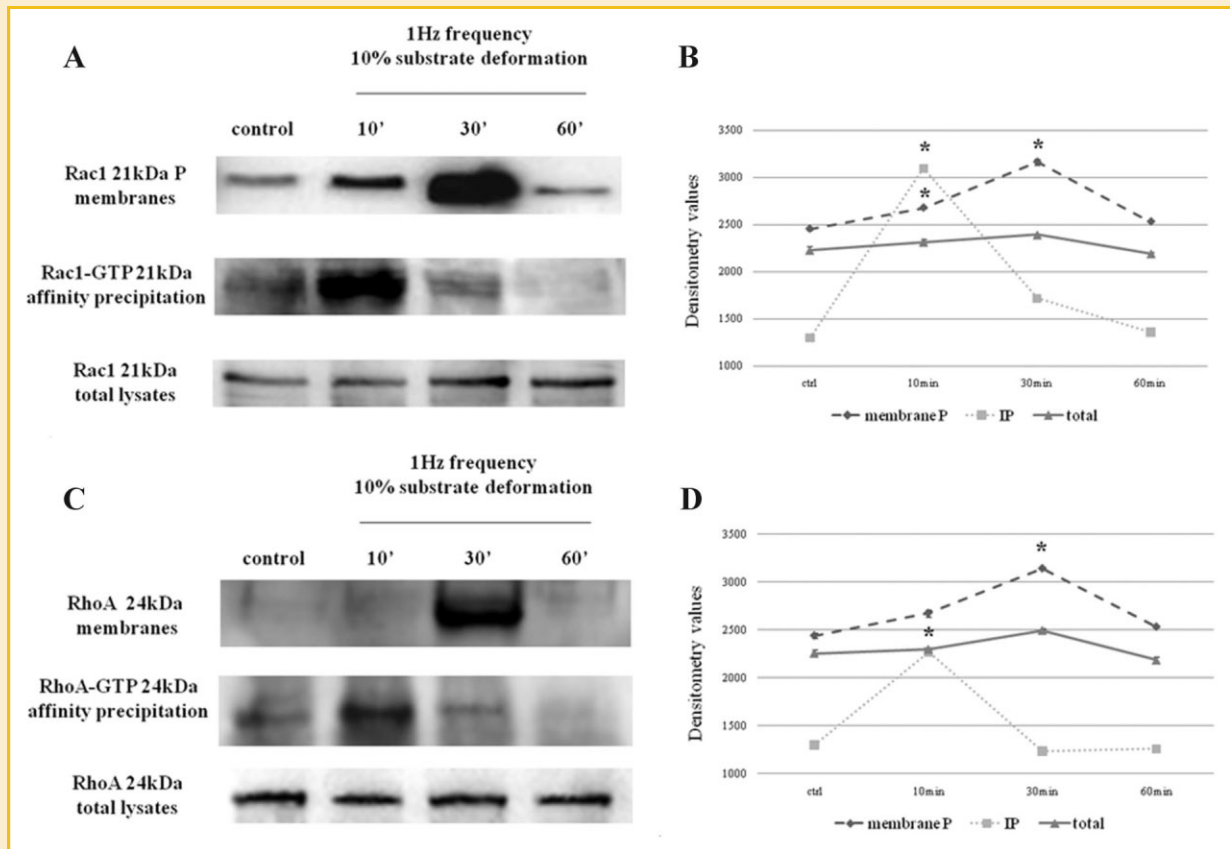 A
1Hz frequency
10% substrate deformation
control 10’ 30’ 60’
Rac1 21kDa P
membranes
Rac1-GTP 21kDa
affinity precipitation
Rac1 21kDa
total lysates
B
3500
3000
2500
2000
1500
1000
Densitometry values
*
*
*
ctrl 10min 30min 60min
membrane P IP total
C
1Hz frequency
10% substrate deformation
control 10’ 30’ 60’
RhoA 24kDa
membranes
RhoA-GTP 24kDa
affinity precipitation
RhoA 24kDa
total lysates
D
3500
3000
2500
2000
1500
1000
Densitometry values
*
*
ctrl 10min 30min 60min
membrane P IP total